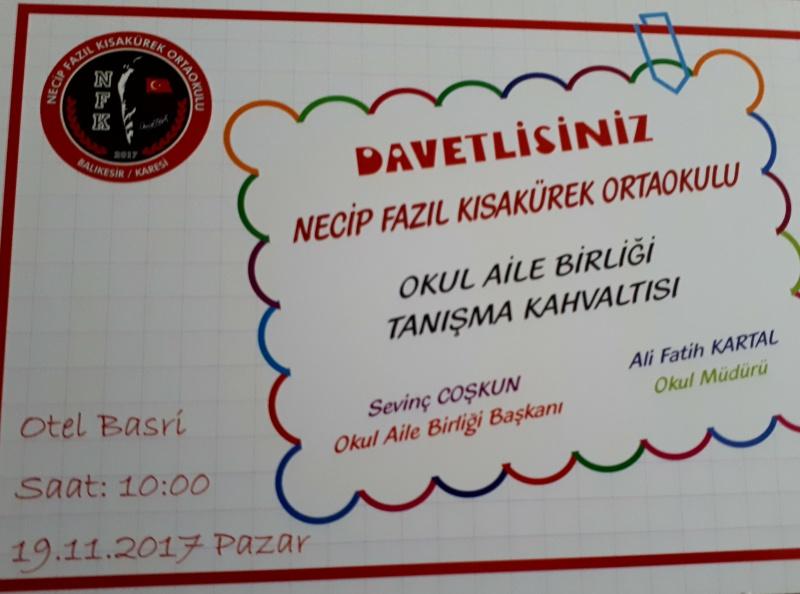 NECİP FAZIL KISAKÜREK ORTAOKULU
NFK
2017
BALIKESİR / KARESİ
DAVETLİSİNİZ
NECİP FAZIL KISAKÜREK ORTAOKULU
OKUL AİLE BİRLİĞİ
TANIŞMA KAHVALTISI
Sevinç COŞKUN
Okul Aile Birliği Başkanı
Ali Fatih KARTAL
Okul Müdürü
Otel Basri
Saat: 10:00
19.11.2017 Pazar